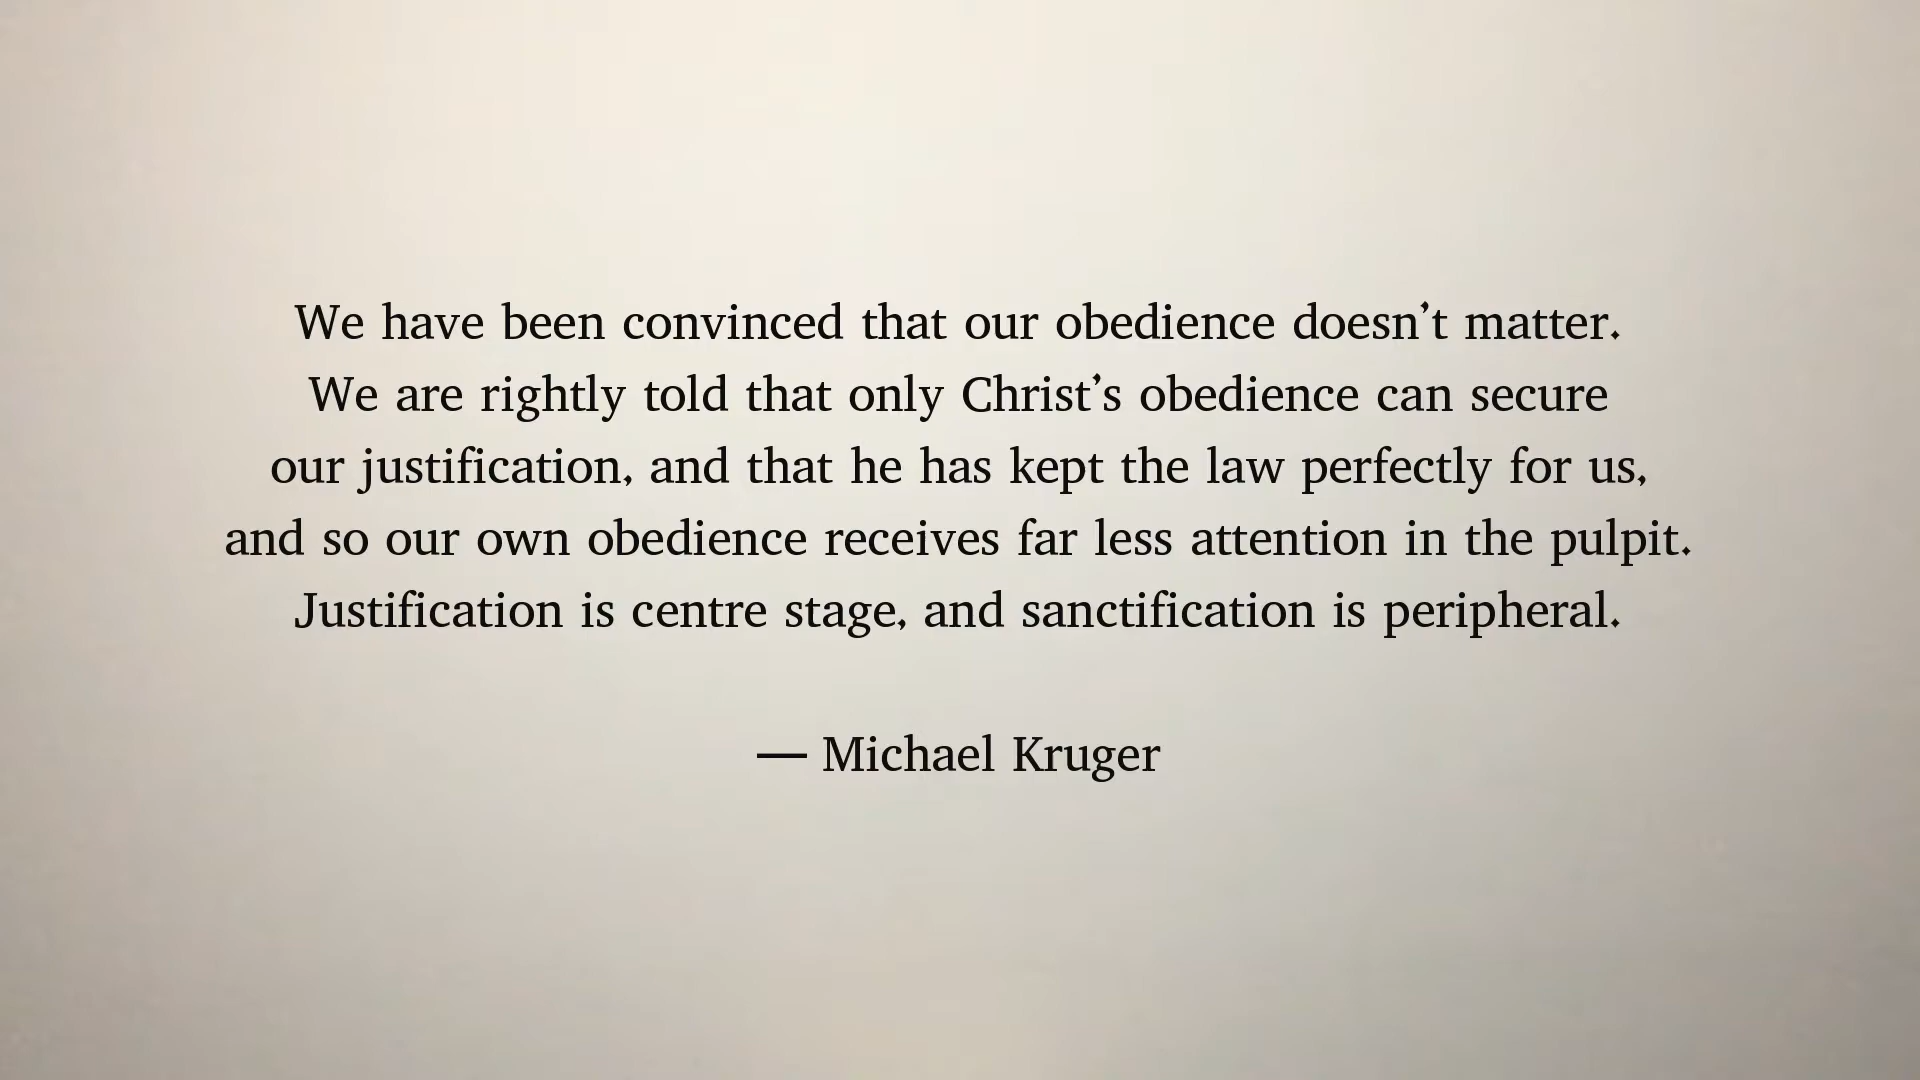 We have been convinced that our obedience doesn’t matter.
We are rightly told that only Christ’s obedience can secure
our justification, and that he has kept the law perfectly for us,
and so our own obedience receives far less attention in the pulpit.
Justification is centre stage, and sanctification is peripheral.
— Michael Kruger